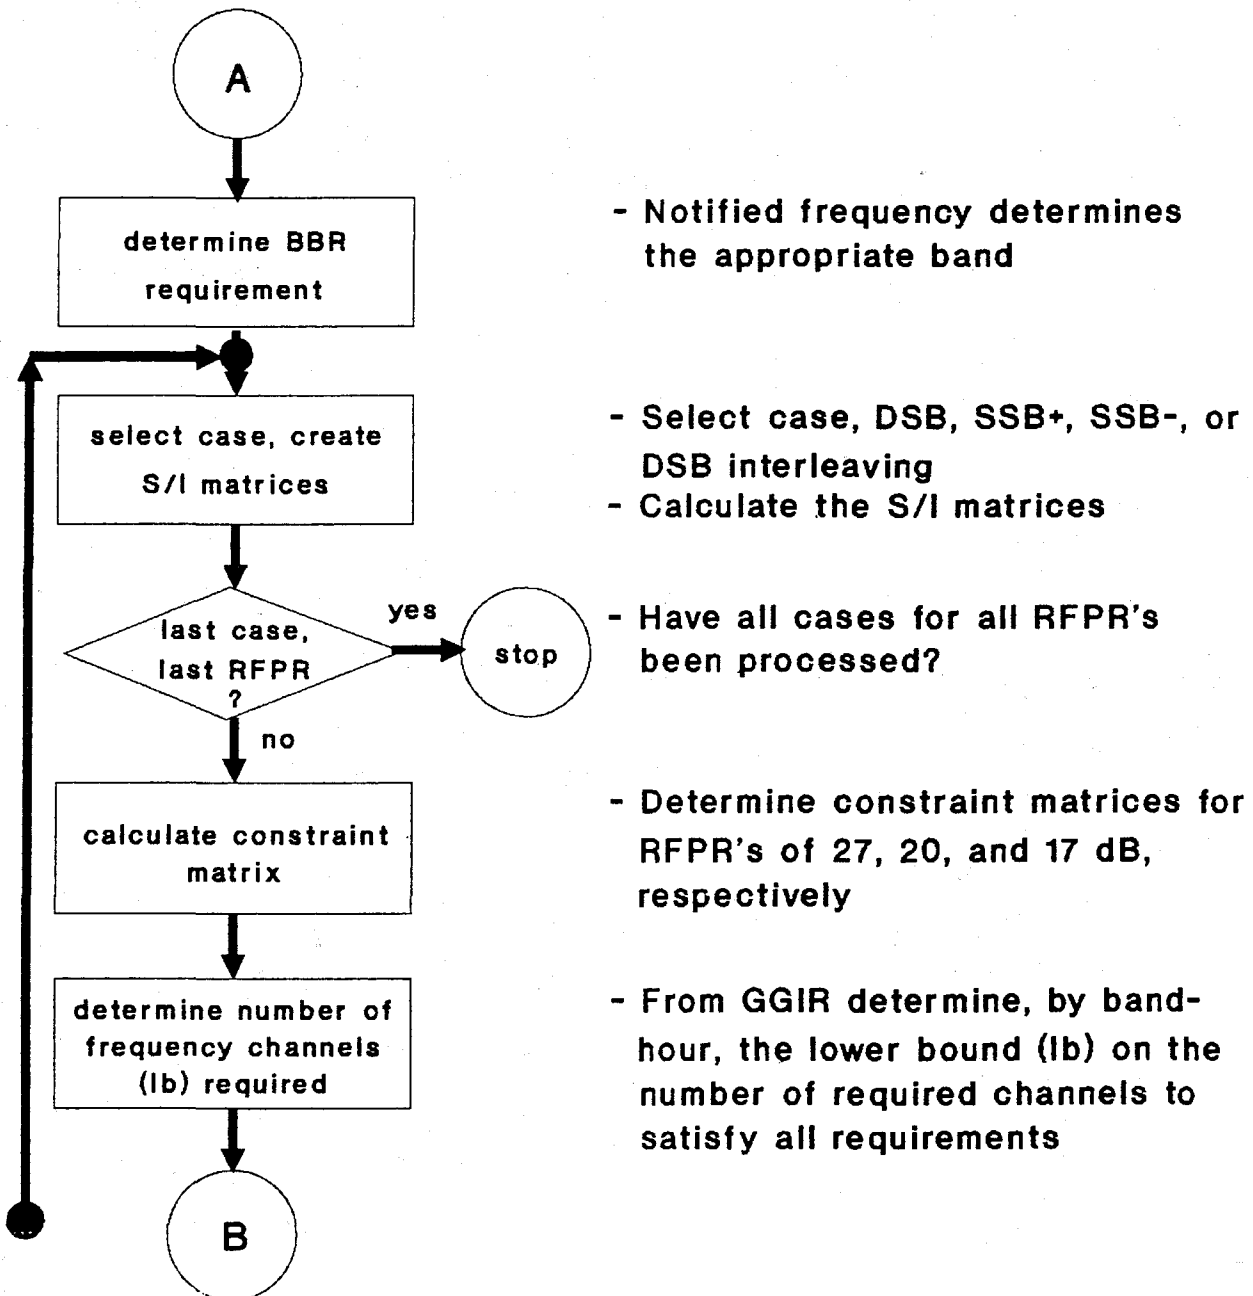 A
determine BBR
requirement
- Notified frequency determines
the appropriate band
select case, create
S/I matrices
- Select case, DSB, SSB+, SSB-, or
DSB interleaving
- Calculate the S/I matrices
last case,
last RFPR
?
yes
stop
no
- Have all cases for all RFPR's
been processed?
calculate constraint
matrix
- Determine constraint matrices for
RFPR's of 27, 20, and 17 dB,
respectively
determine number of
frequency channels
(lb) required
- From GGIR determine, by band-
hour, the lower bound (lb) on the
number of required channels to
satisfy all requirements
B